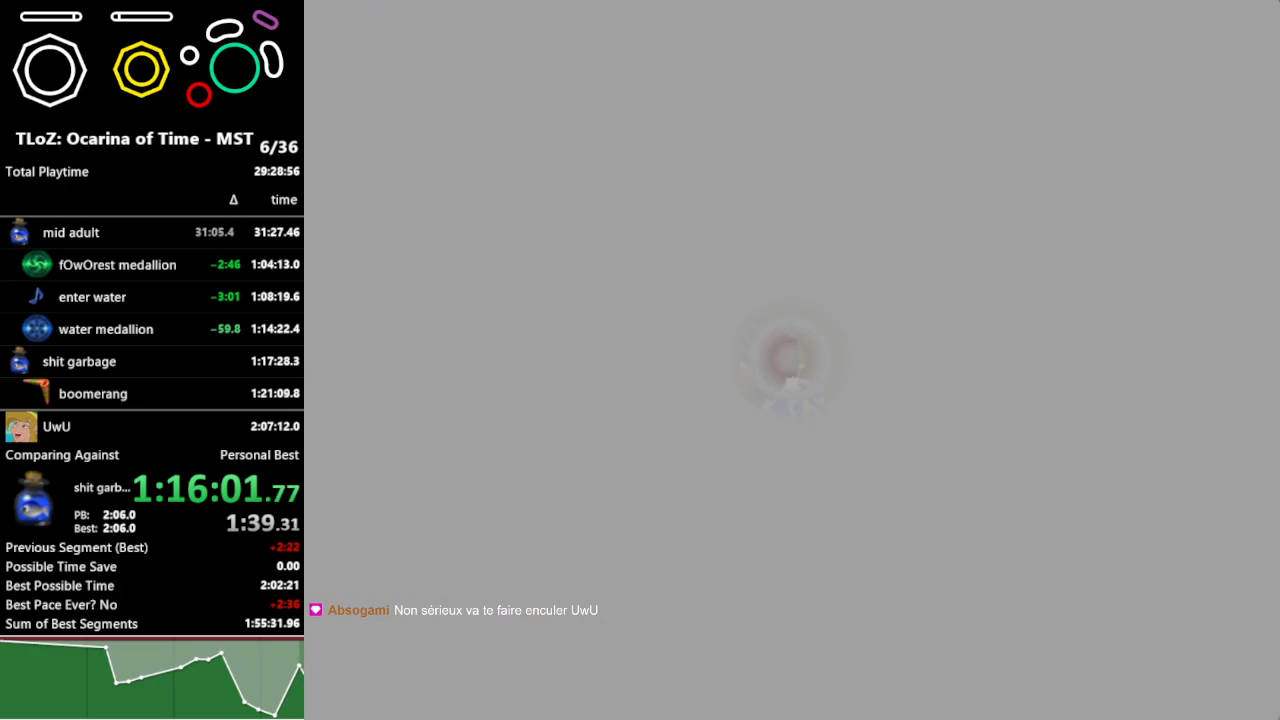 TLoZ: Ocarina of Time - MST 6/36
Total Playtime 29:28:56
Δ time
mid adult 31:05.4 31:27.46
fOwOrest medallion −2:46 1:04:13.0
enter water −3:01 1:08:19.6
water medallion −59.8 1:14:22.4
shit garbage 1:17:28.3
boomerang 1:21:09.8
UwU 2:07:12.0
Comparing Against Personal Best
shit garb... 1:16:01.77
PB: 2:06.0 1:39.31
Best: 2:06.0
Previous Segment (Best) +2:22
Possible Time Save 0.00
Best Possible Time 2:02:21
Best Pace Ever? No +2:36
Sum of Best Segments 1:55:31.96
Absogami Non sérieux va te faire enculer UwU